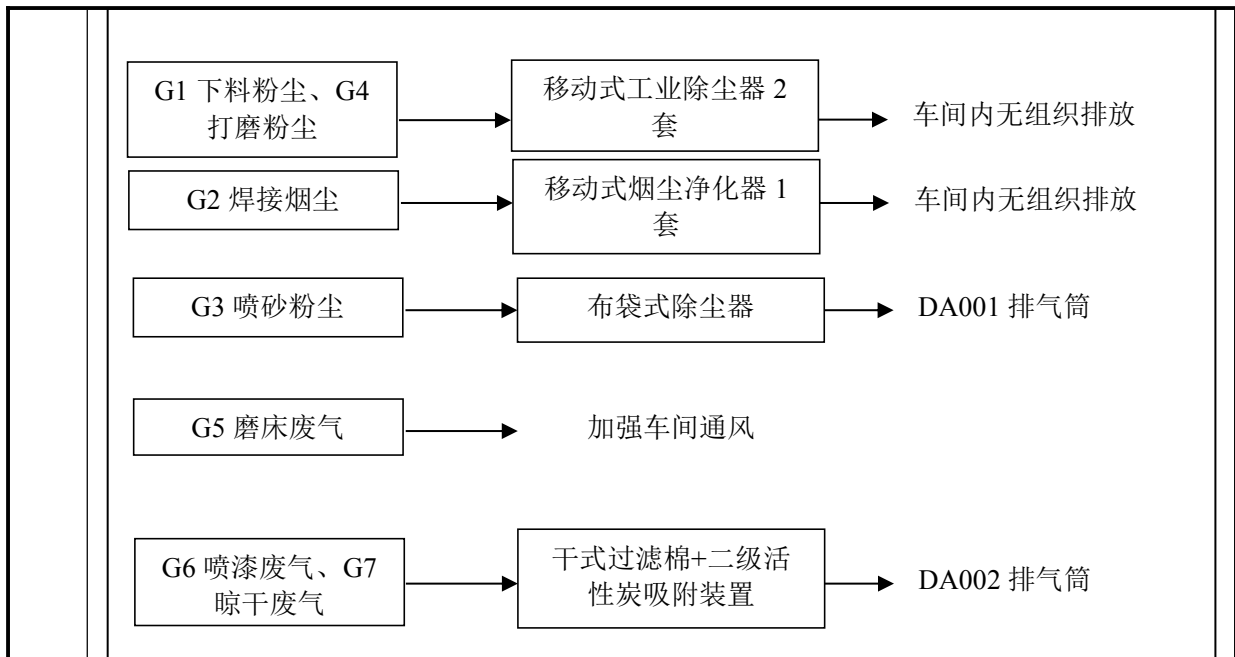 G1 下料粉尘、G4
打磨粉尘
移动式工业除尘器 2
套
车间内无组织排放
G2 焊接烟尘
移动式烟尘净化器 1
套
车间内无组织排放
G3 喷砂粉尘
布袋式除尘器
DA001 排气筒
G5 磨床废气
加强车间通风
G6 喷漆废气、G7
晾干废气
干式过滤棉+二级活
性炭吸附装置
DA002 排气筒